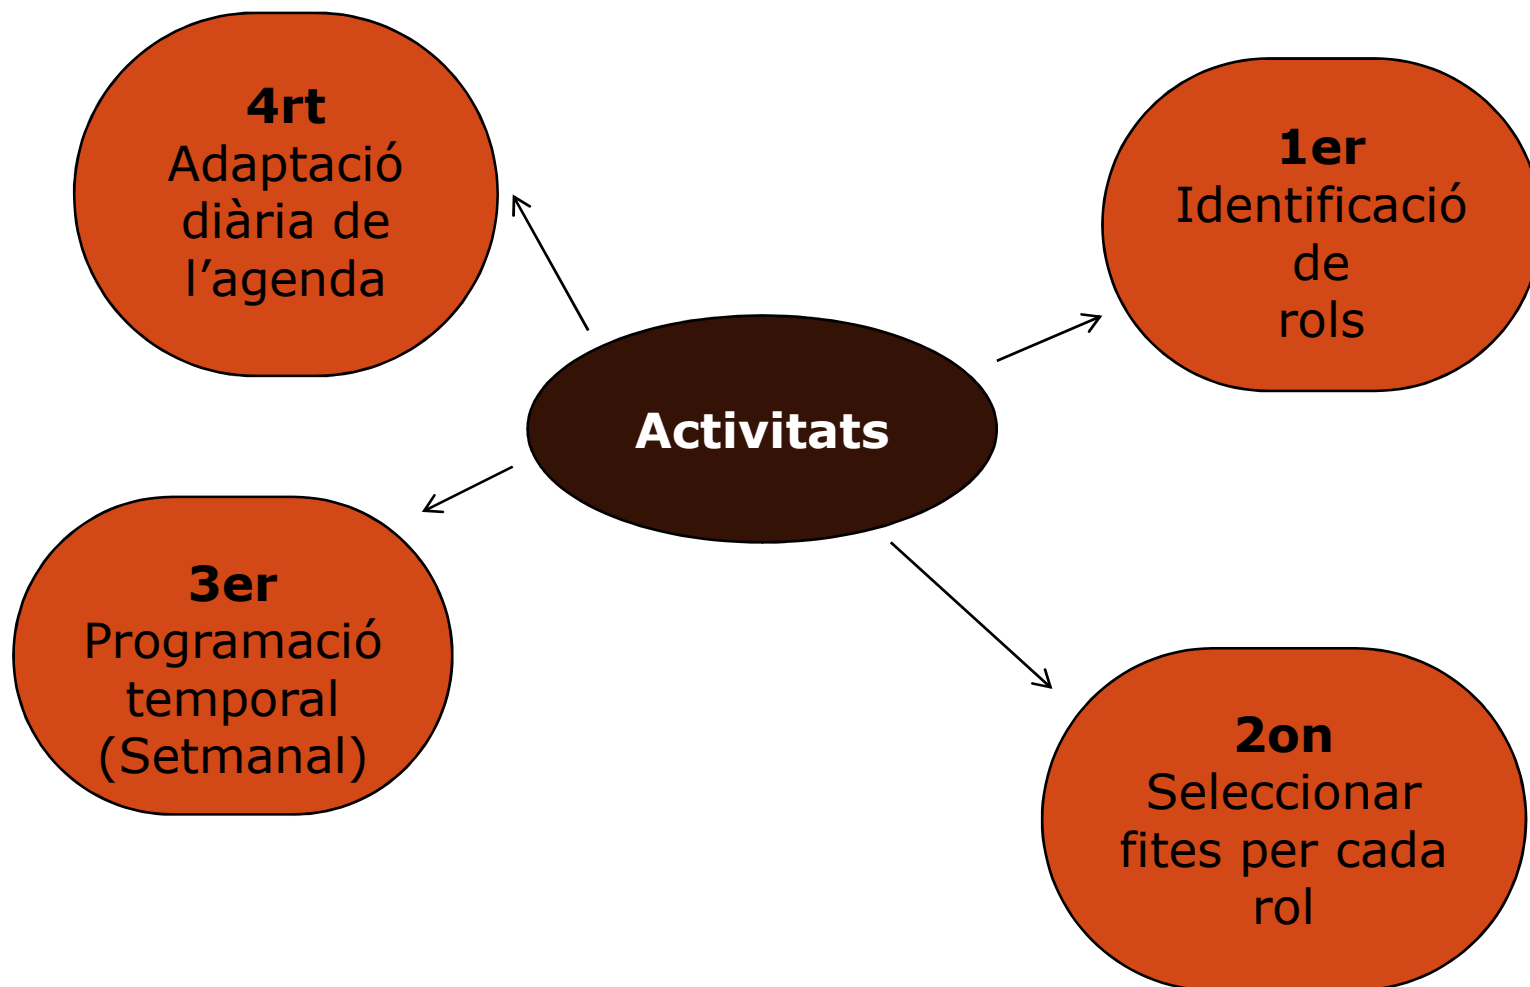 4rt
Adaptació
diària de
l’agenda
1er
Identificació
de
rols
Activitats
3er
Programació
temporal
(Setmanal)
2on
Seleccionar
fites per cada
rol